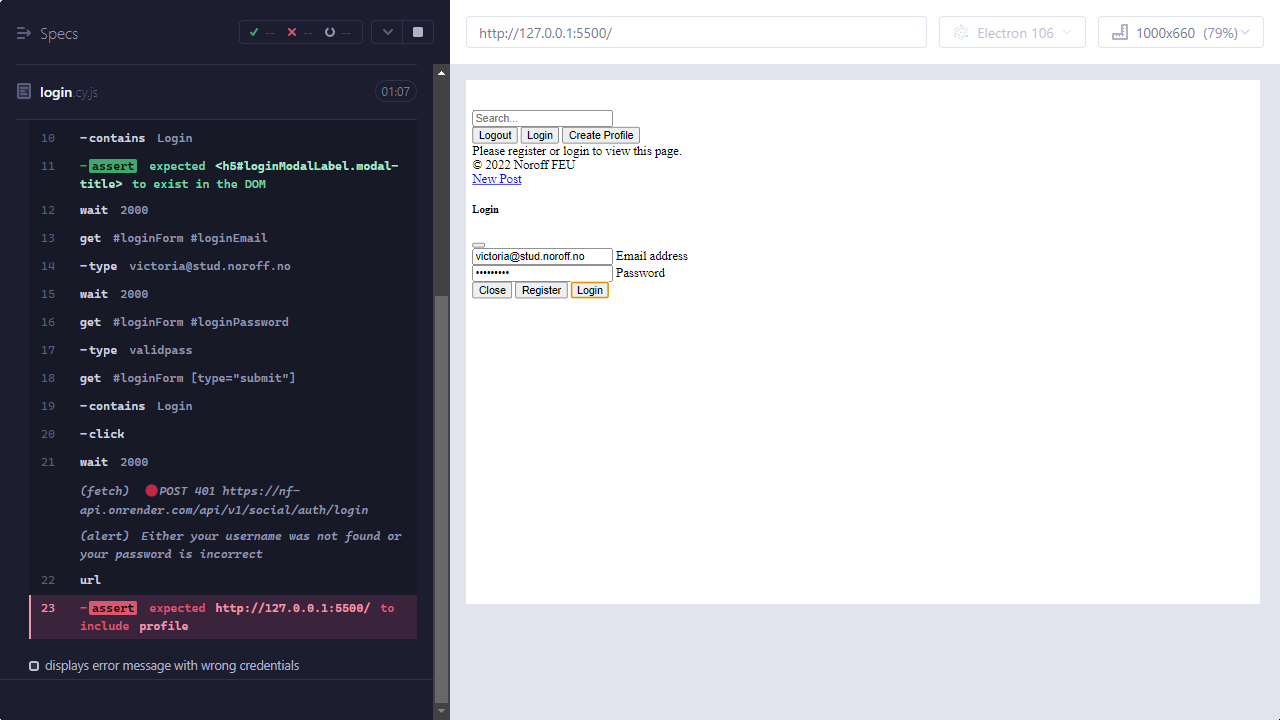 Specs
--
--
--
login.cy.js
01:07
10 -contains Login
11 -assert expected <h5#loginModalLabel.modal-
title> to exist in the DOM
12 wait 2000
13 get #loginForm #loginEmail
14 -type victoria@stud.noroff.no
15 wait 2000
16 get #loginForm #loginPassword
17 -type validpass
18 get #loginForm [type="submit"]
19 -contains Login
20 -click
21 wait 2000
(fetch) POST 401 https://nf-
api.onrender.com/api/v1/social/auth/login
(alert) Either your username was not found or
your password is incorrect
22 url
23 -assert expected http://127.0.0.1:5500/ to
include profile
displays error message with wrong credentials
http://127.0.0.1:5500/
Electron 106
1000x660 (79%)
Search...
Logout Login Create Profile
Please register or login to view this page.
© 2022 Noroff FEU
New Post
Login
victoria@stud.noroff.no Email address
••••••••• Password
Close Register Login